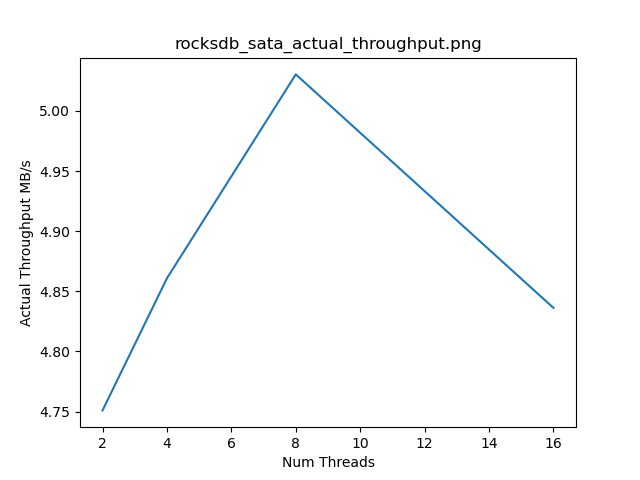 rocksdb_sata_actual_throughput.png
5.00
4.95
4.90
4.85
4.80
4.75
Actual Throughput MB/s
2 4 6 8 10 12 14 16
Num Threads